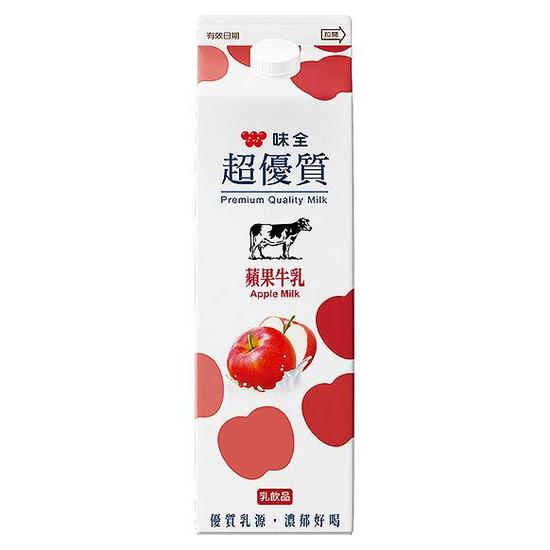 有效日期
拉開
味全
超優質
Premium Quality Milk
蘋果牛乳
Apple Milk
乳飲品
優質乳源・濃郁好喝